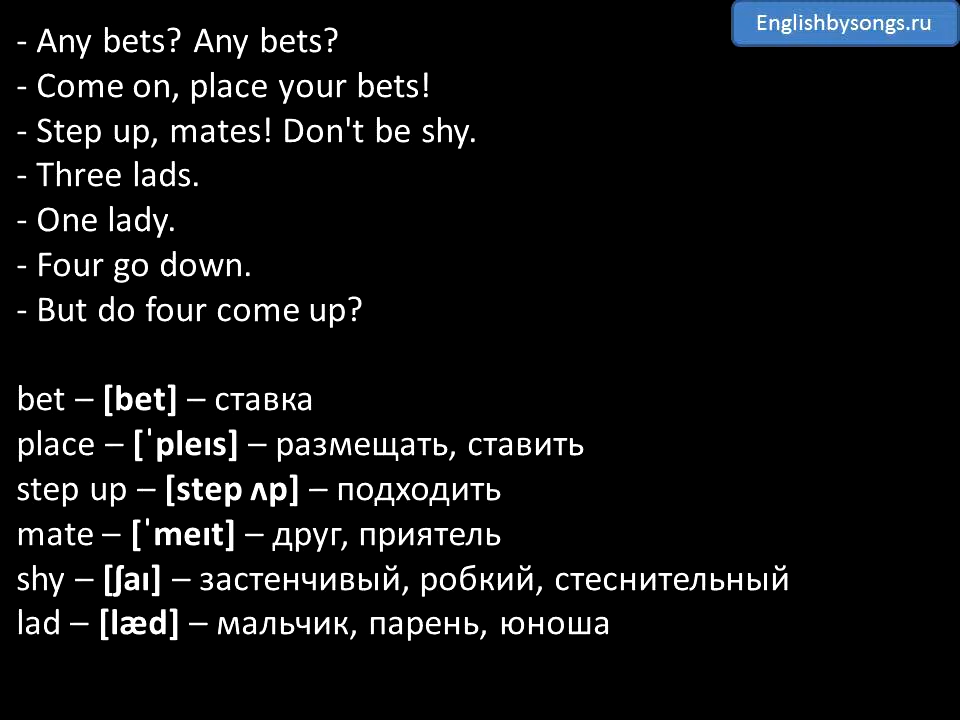 Englishbysongs.ru
- Any bets? Any bets?
- Come on, place your bets!
- Step up, mates! Don't be shy.
- Three lads.
- One lady.
- Four go down.
- But do four come up?
bet – [bet] – ставка
place – [ˈpleɪs] – размещать, ставить
step up – [step ʌp] – подходить
mate – [ˈmeɪt] – друг, приятель
shy – [ʃaɪ] – застенчивый, робкий, стеснительный
lad – [læd] – мальчик, парень, юноша